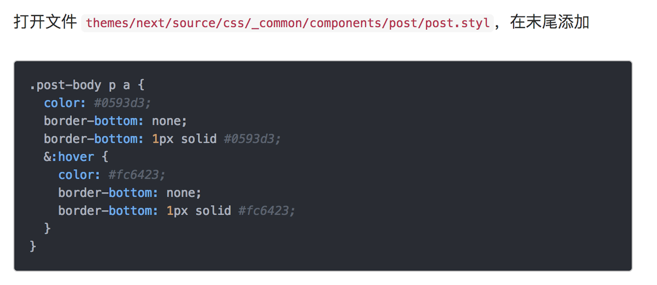 打开文件 themes/next/source/css/_common/components/post/post.styl，在末尾添加
.post-body p a {
  color: #0593d3;
  border-bottom: none;
  border-bottom: 1px solid #0593d3;
  &:hover {
    color: #fc6423;
    border-bottom: none;
    border-bottom: 1px solid #fc6423;
  }
}